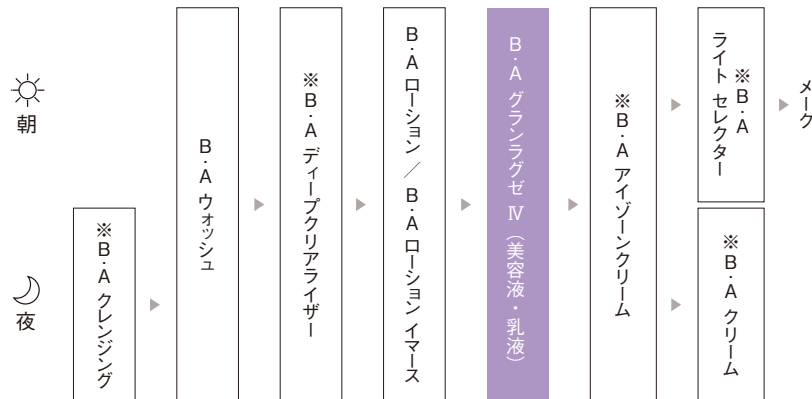 朝
夜
※B.A クレンジング
B.A ウォッシュ
※B.A ディープクリアライザー
B.A ローション ／ B.A ローション イマース
B.A グランラグゼ Ⅳ（美容液・乳液）
※B.A アイゾーンクリーム
※B.A
ライト セレクター
※B.A クリーム
メーク